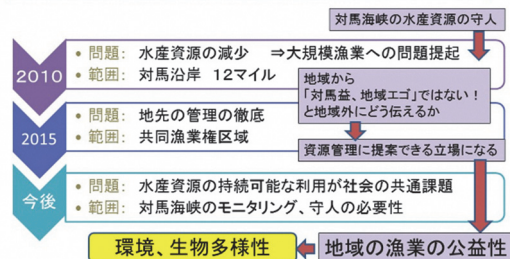 対馬海峡の水産資源の守人
2010
• 問題： 水産資源の減少 ⇒大規模漁業への問題提起
• 範囲： 対馬沿岸 12マイル
地域から
「対馬益、地域エゴ」ではない！
と地域外にどう伝えるか
2015
• 問題： 地先の管理の徹底
• 範囲： 共同漁業権区域
資源管理に提案できる立場になる
今後
• 問題： 水産資源の持続可能な利用が社会の共通課題
• 範囲： 対馬海峡のモニタリング、守人の必要性
環境、生物多様性
地域の漁業の公益性